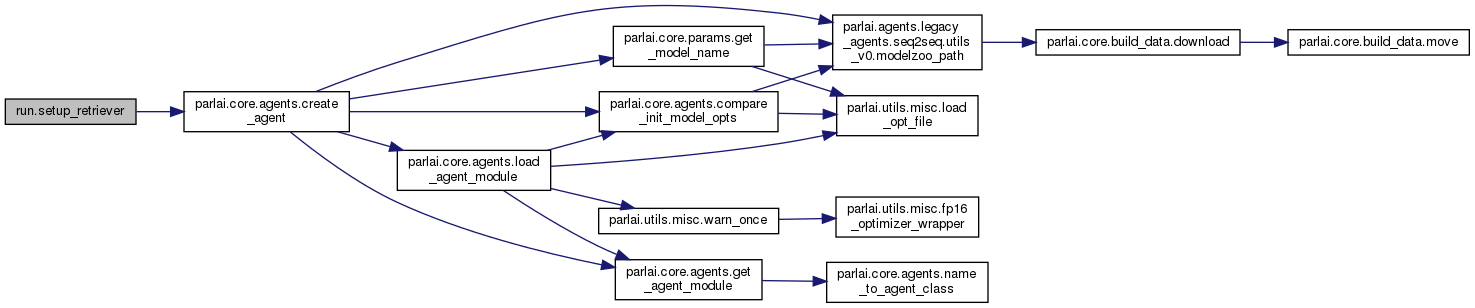 run.setup_retriever
parlai.core.agents.create
_agent
parlai.core.params.get
_model_name
parlai.core.agents.compare
_init_model_opts
parlai.core.agents.load
_agent_module
parlai.utils.misc.warn_once
parlai.core.agents.get
_agent_module
parlai.agents.legacy
_agents.seq2seq.utils
_v0.modelzoo_path
parlai.utils.misc.load
_opt_file
parlai.utils.misc.fp16
_optimizer_wrapper
parlai.core.agents.name
_to_agent_class
parlai.core.build_data.download
parlai.core.build_data.move